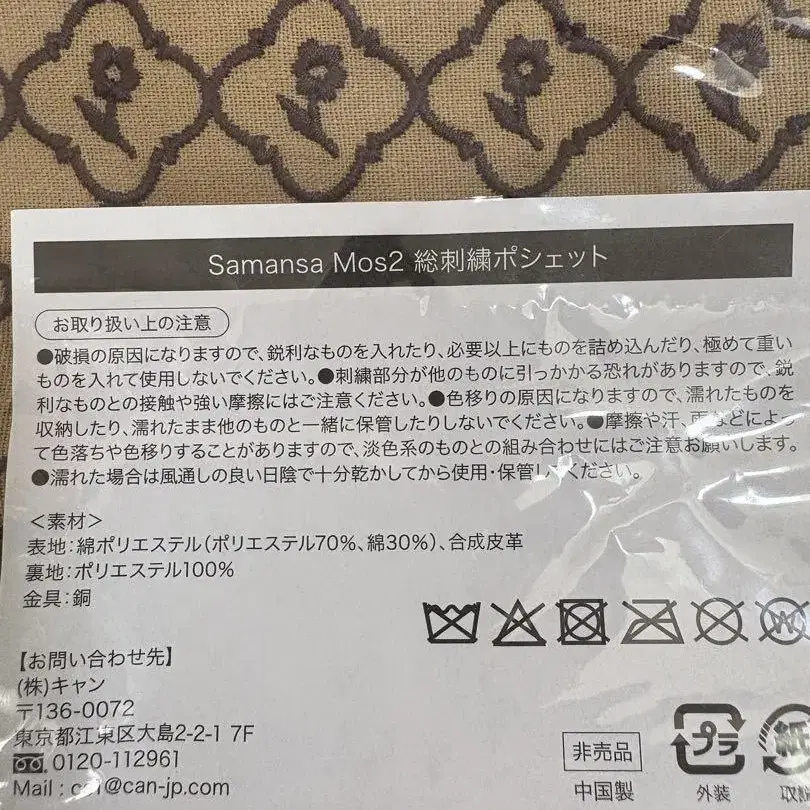 Samansa Mos2 総刺繍ポシェット
お取り扱い上の注意
●破損の原因になりますので、鋭利なものを入れたり、必要以上にものを詰め込んだり、極めて重い
ものを入れて使用しないでください。●刺繍部分が他のものに引っかかる恐れがありますので、鋭
利なものとの接触や強い摩擦にはご注意ください。●色移りの原因になりますので、濡れたものを
収納したり、濡れたまま他のものと一緒に保管したりしないでください。●摩擦や汗、雨などによっ
て色落ちや色移りすることがありますので、淡色系のものとの組み合わせにはご注意お願いします。
●濡れた場合は風通しの良い日陰で十分乾かしてから使用・保管してください。
＜素材＞
表地：綿ポリエステル（ポリエステル70%、綿30%）、合成皮革
裏地：ポリエステル100%
金具：銅
【お問い合わせ先】
(株)キャン
〒136-0072
東京都江東区大島2-2-1 7F
0120-112961
Mail : @can-jp.com
非売品
中国製
プラ
外装
紙